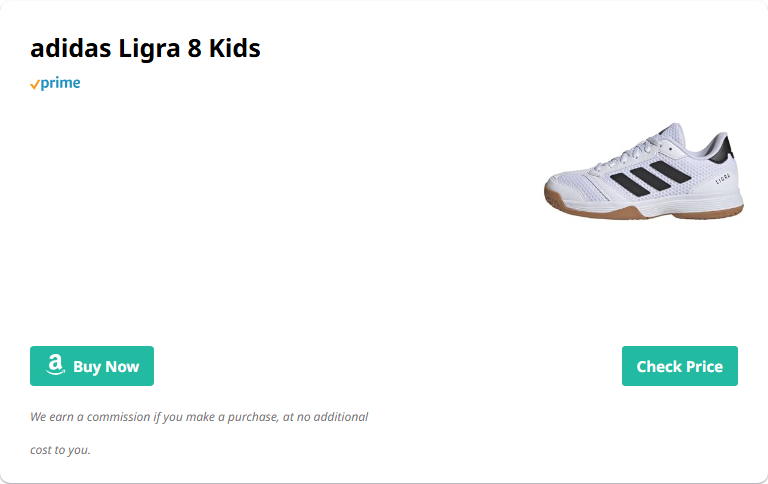 adidas Ligra 8 Kids
prime
LIGRA
Buy Now
Check Price
We earn a commission if you make a purchase, at no additional
cost to you.